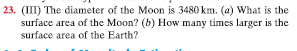 23. (III) The diameter of the Moon is 3480 km. (a) What is the
surface area of the Moon? (b) How many times larger is the
surface area of the Earth?